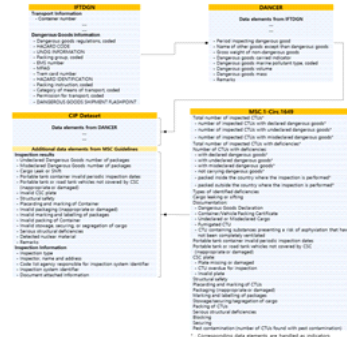 IFTDGN
Transport Information
- Container number
...
...
Dangerous Goods Information
- Dangerous goods regulations, coded
- HAZARD CODE
- UNDG INFORMATION
- Packing group, coded
- EMS number
- MFAG
- Trem card number
- HAZARD IDENTIFICATION
- Packing instruction, coded
- Category of means of transport, coded
- Permission for transport, coded
- DANGEROUS GOODS SHIPMENT FLASHPOINT
DANCER
Data elements from IFTDGN
...
...
- Period inspecting dangerous good
- Name of other goods except than dangerous goods
- Gross weight of non-dangerous goods
- Dangerous goods carried indicator
- Dangerous goods marine pollutant type, coded
- Dangerous goods volume
- Dangerous goods mass
- Remarks
CIP Dataset
Data elements from DANCER
...
...
Additional data elements from MSC Guidelines
Inspection results
- Undeclared Dangerous Good number of packages
- Misdeclared Dangerous Good number of packages
- Cargo leak or Shift
- Portable tank container invalid periodic inspection dates
- Portable tank or road tank vehicles not covered by CSC
(inappropriate or damaged)
- Invalid CSC plate
- Structural safety
- Placarding and marking of Container
- Invalid packaging (inappropriate or damaged)
- Invalid marking and labelling of packages
- Invalid packing of Container
- Invalid stowage, securing, or segregation of cargo
- Serious structural deficiencies
- Detected nuclear material
- Remarks
Inspection Information
- Inspection type
- Inspector, name and address
- Code list agency responsible for inspection system identifier
- Inspection system identifier
- Document attached information
MSC.1-Circ.1649
Total number of inspected CTUs*
- number of inspected CTUs with declared dangerous goods*
- number of inspected CTUs with undeclared dangerous goods*
- number of inspected CTUs with misdeclared dangerous goods*
Total number of CTUs with deficiencies*
Number of CTUs with deficiencies:
- with declared dangerous goods*
- with undeclared dangerous goods*
- with misdeclared dangerous goods*
- not carrying dangerous goods*
- packed inside the country where the inspection is performed*
- packed outside the country where the inspection is performed*
Types of identified deficiencies
Cargo leaking or sifting
Documentation
- Dangerous Goods Declaration
- Container/Vehicle Packing Certificate
- Undeclared or Misdeclared Cargo
- fumigated CTU
- CTU containing substances presenting a risk of asphyxiation that has
not been completely ventilated
Portable tank container invalid periodic inspection dates
Portable tank or road tank vehicles not covered by CSC
(inappropriate or damaged)
CSC plate
- Plate missing or damaged
- CTU overdue for inspection
- Invalid plate
Structural safety
Placarding and marking of CTUs
Packaging (inappropriate or damaged)
Marking and labelling of packages
Stowage/securing/segregation of cargo
Packing of CTUs
Serious structural deficiencies
Blocking
Securing
Pest contamination (number of CTUs found with pest contamination)
* Corresponding data elements are handled as indicators